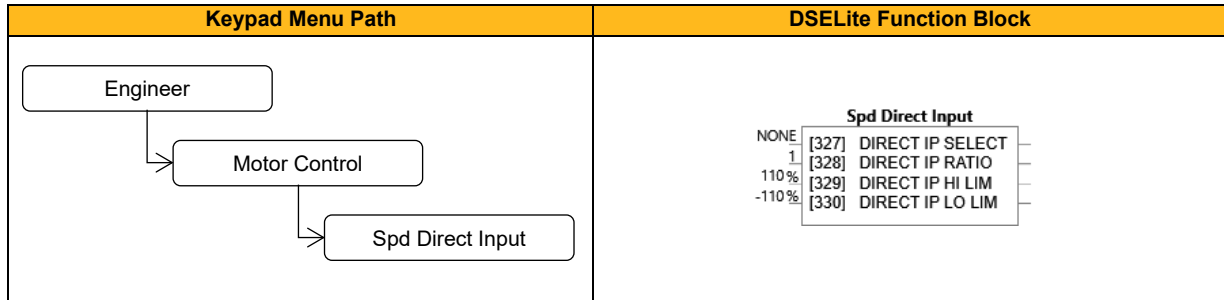 Keypad Menu Path
DSELite Function Block
Engineer
Motor Control
Spd Direct Input
Spd Direct Input
NONE [327] DIRECT IP SELECT
1 [328] DIRECT IP RATIO
110% [329] DIRECT IP HI LIM
-110% [330] DIRECT IP LO LIM